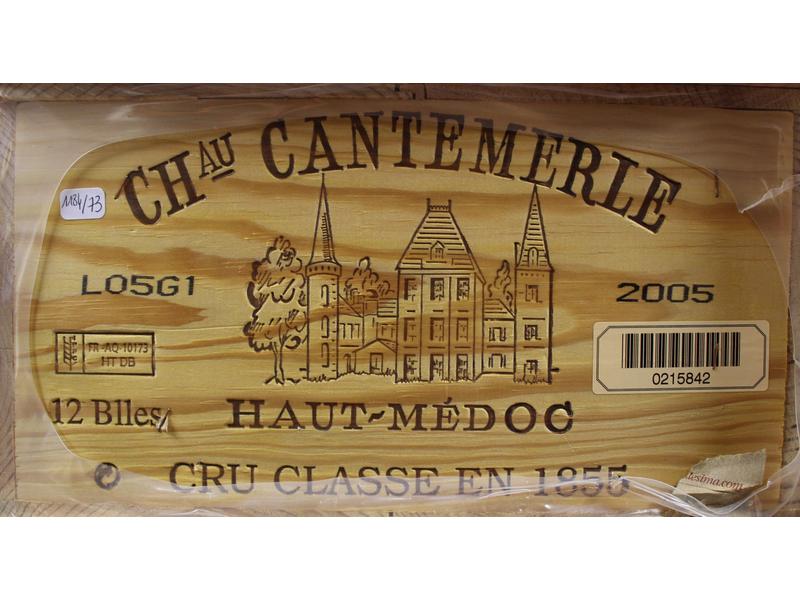 CHAU CANTEMERLE
1184/73
LO5G1
2005
FR-AQ-10173
HT DB
0215842
12 Blles
HAUT-MÉDOC
CRU CLASSE EN 1855